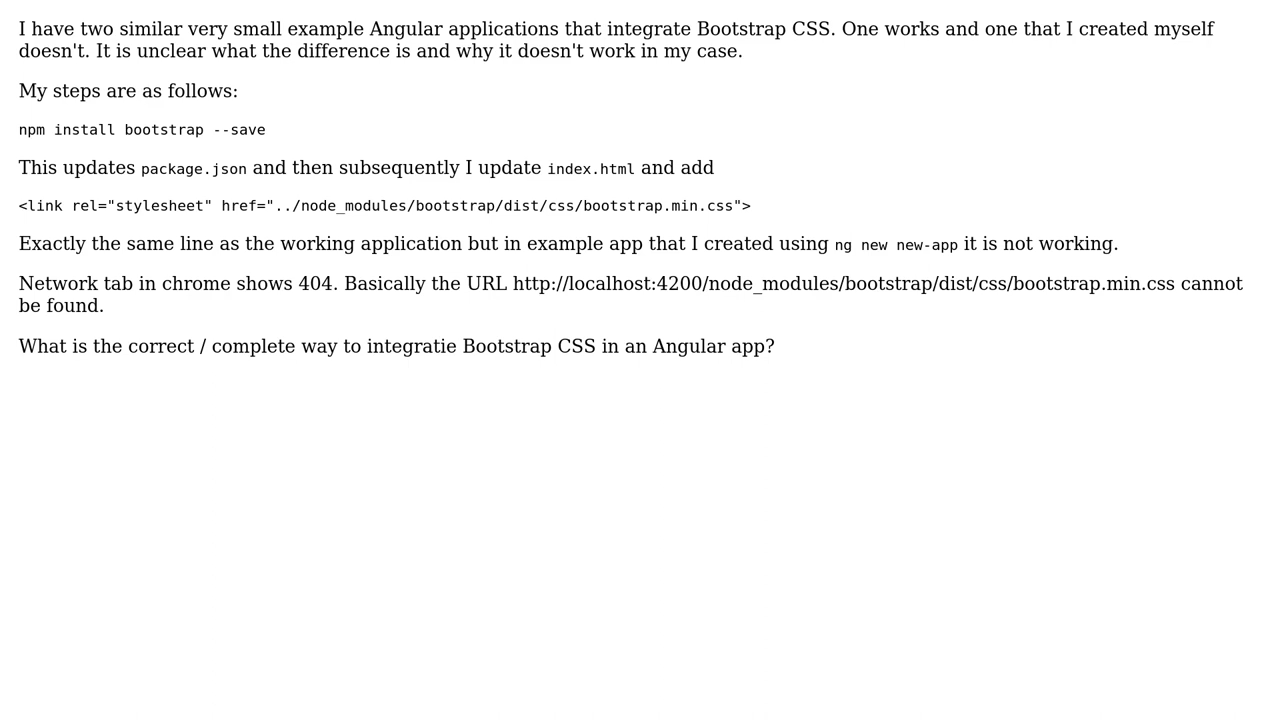 I have two similar very small example Angular applications that integrate Bootstrap CSS. One works and one that I created myself
doesn't. It is unclear what the difference is and why it doesn't work in my case.
My steps are as follows:
npm install bootstrap --save
This updates package.json and then subsequently I update index.html and add
<link rel="stylesheet" href="../node_modules/bootstrap/dist/css/bootstrap.min.css">
Exactly the same line as the working application but in example app that I created using ng new new-app it is not working.
Network tab in chrome shows 404. Basically the URL http://localhost:4200/node_modules/bootstrap/dist/css/bootstrap.min.css cannot
be found.
What is the correct / complete way to integratie Bootstrap CSS in an Angular app?